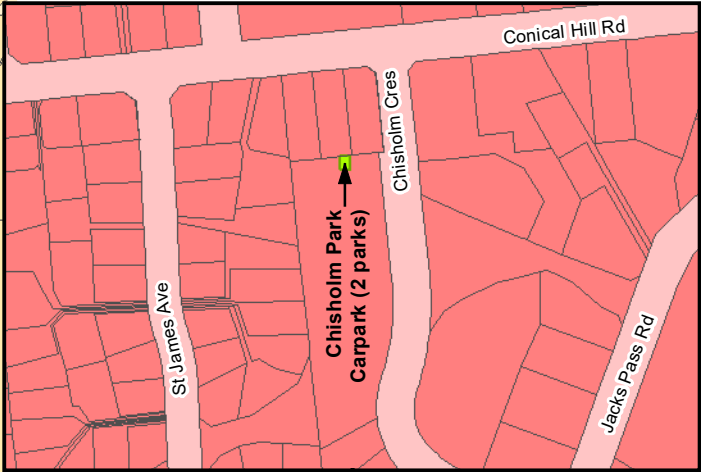 Conical Hill Rd
Chisholm Cres
Chisholm Park
Carpark (2 parks)
St James Ave
Jacks Pass Rd